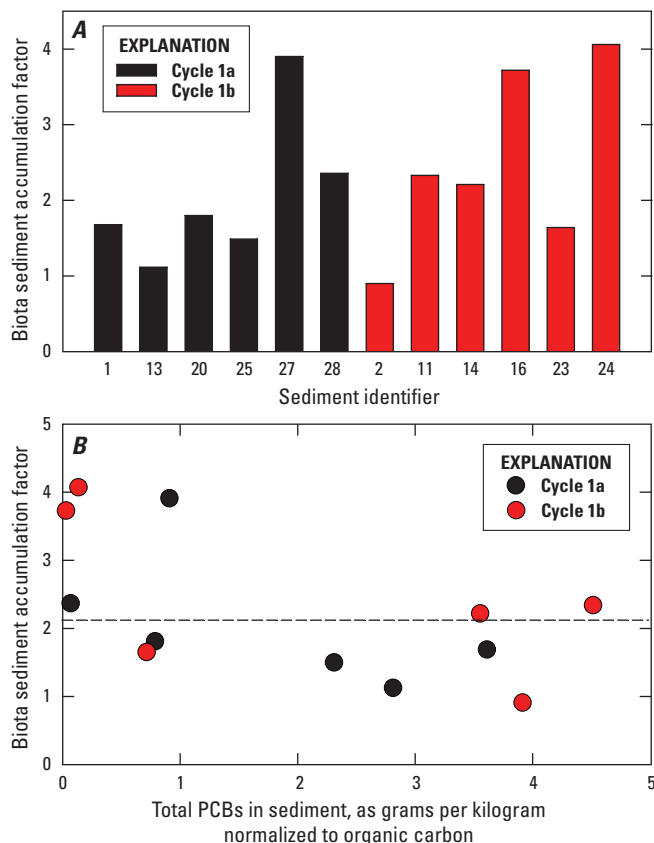 A
EXPLANATION
Cycle 1a
Cycle 1b
Biota sediment accumulation factor
4
3
2
1
0
1 13 20 25 27 28 2 11 14 16 23 24
Sediment identifier
B
EXPLANATION
Cycle 1a
Cycle 1b
Biota sediment accumulation factor
5
4
3
2
1
0
0 1 2 3 4 5
Total PCBs in sediment, as grams per kilogram
normalized to organic carbon